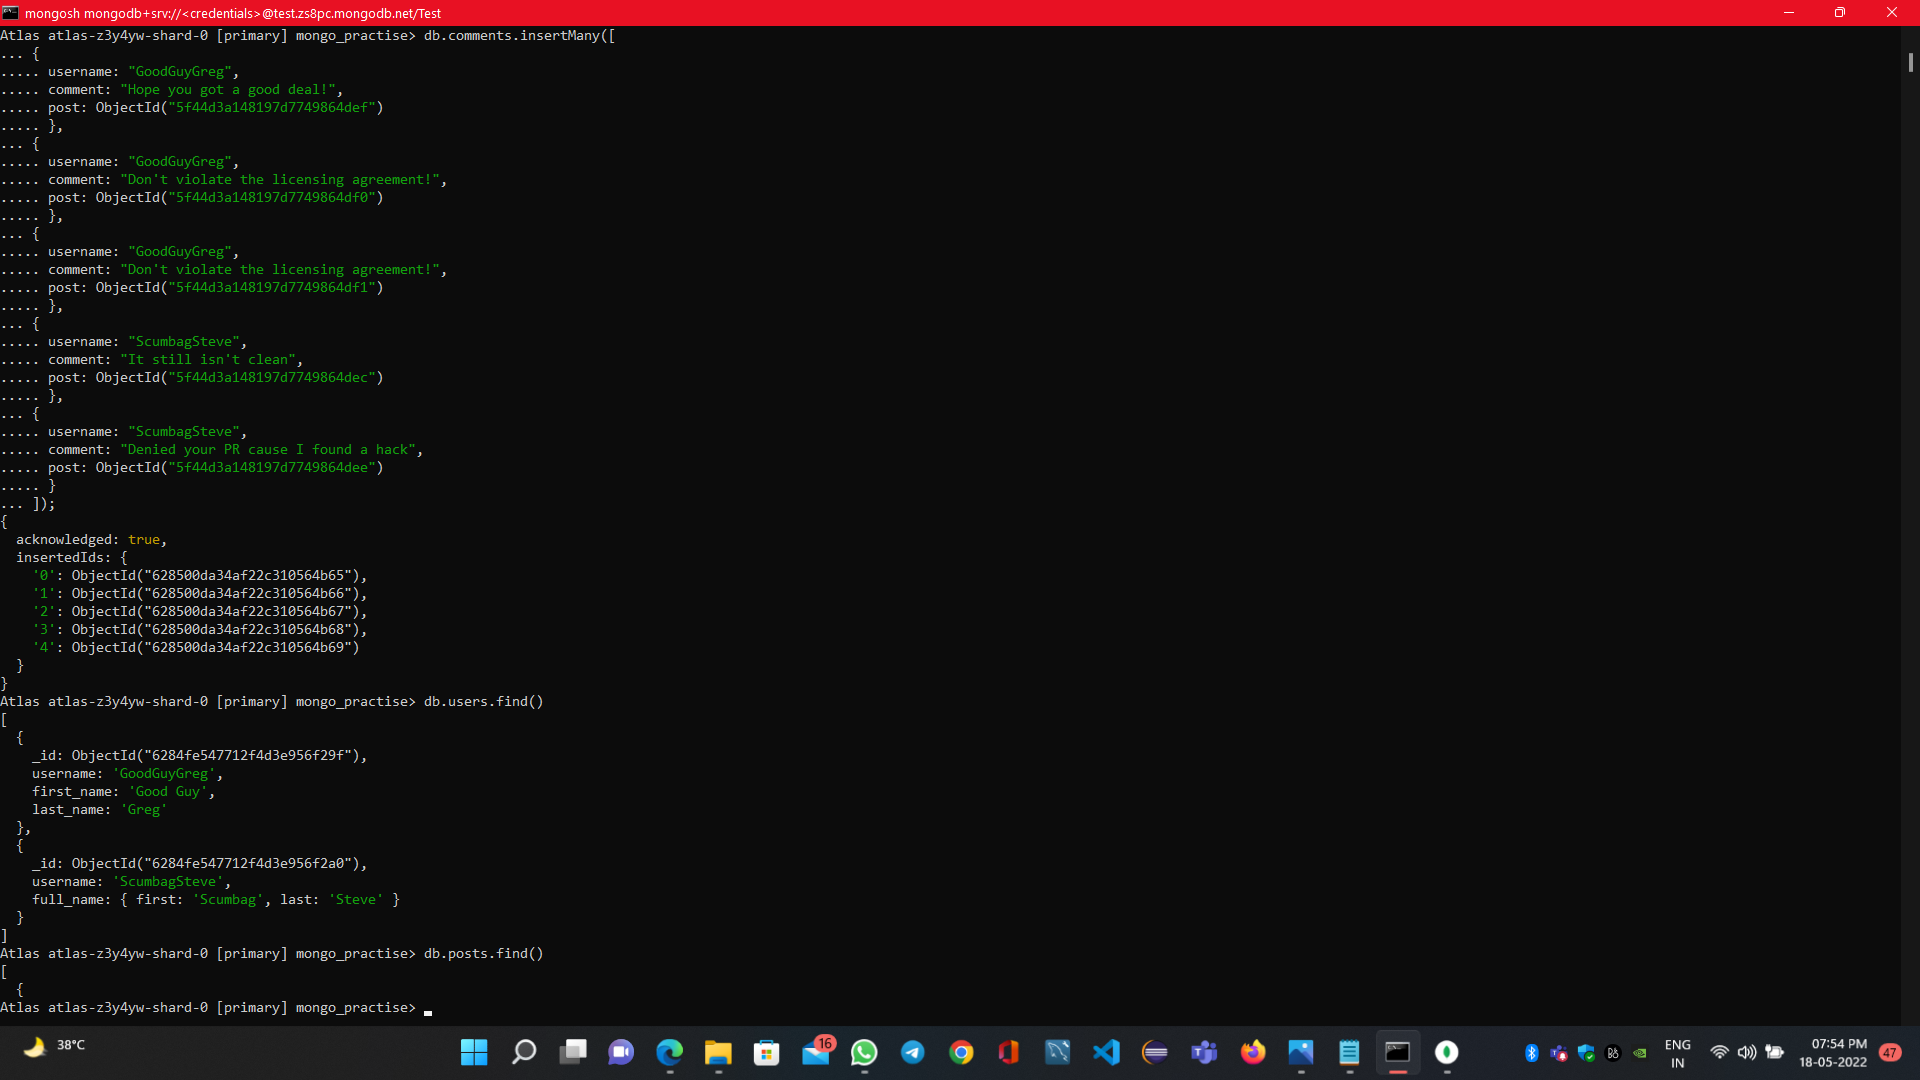 mongosh mongodb+srv://<credentials>@test.zs8pc.mongodb.net/Test
Atlas atlas-z3y4yw-shard-0 [primary] mongo_practise> db.comments.insertMany([
... {
..... username: "GoodGuyGreg",
..... comment: "Hope you got a good deal!",
..... post: ObjectId("5f44d3a148197d7749864def")
..... },
... {
..... username: "GoodGuyGreg",
..... comment: "Don't violate the licensing agreement!",
..... post: ObjectId("5f44d3a148197d7749864df0")
..... },
... {
..... username: "GoodGuyGreg",
..... comment: "Don't violate the licensing agreement!",
..... post: ObjectId("5f44d3a148197d7749864df1")
..... },
... {
..... username: "ScumbagSteve",
..... comment: "It still isn't clean",
..... post: ObjectId("5f44d3a148197d7749864dec")
..... },
... {
..... username: "ScumbagSteve",
..... comment: "Denied your PR cause I found a hack",
..... post: ObjectId("5f44d3a148197d7749864dee")
..... }
... ]);
{
  acknowledged: true,
  insertedIds: {
    '0': ObjectId("628500da34af22c310564b65"),
    '1': ObjectId("628500da34af22c310564b66"),
    '2': ObjectId("628500da34af22c310564b67"),
    '3': ObjectId("628500da34af22c310564b68"),
    '4': ObjectId("628500da34af22c310564b69")
  }
}
Atlas atlas-z3y4yw-shard-0 [primary] mongo_practise> db.users.find()
[
  {
    _id: ObjectId("6284fe547712f4d3e956f29f"),
    username: 'GoodGuyGreg',
    first_name: 'Good Guy',
    last_name: 'Greg'
  },
  {
    _id: ObjectId("6284fe547712f4d3e956f2a0"),
    username: 'ScumbagSteve',
    full_name: { first: 'Scumbag', last: 'Steve' }
  }
]
Atlas atlas-z3y4yw-shard-0 [primary] mongo_practise> db.posts.find()
[
  {
Atlas atlas-z3y4yw-shard-0 [primary] mongo_practise>
38°C
16
ENG
IN
07:54 PM
18-05-2022
47